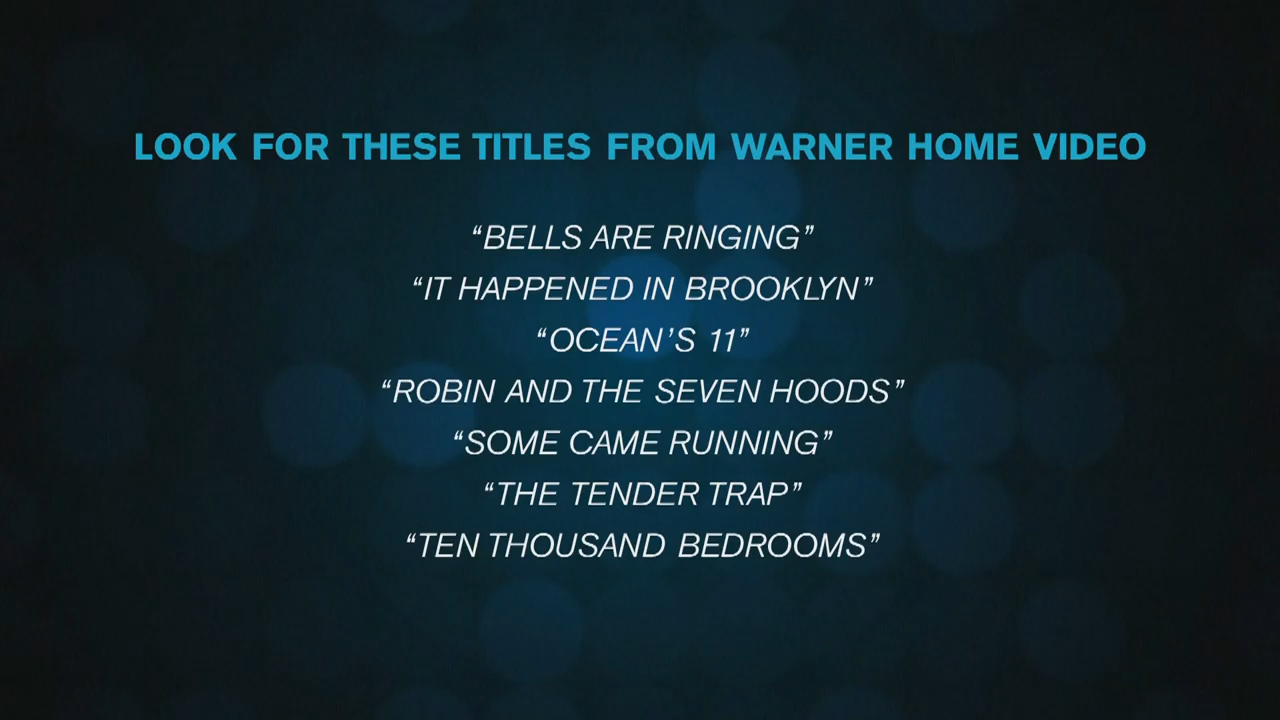 LOOK FOR THESE TITLES FROM WARNER HOME VIDEO
“BELLS ARE RINGING”
“IT HAPPENED IN BROOKLYN”
“OCEAN’S 11”
“ROBIN AND THE SEVEN HOODS”
“SOME CAME RUNNING”
“THE TENDER TRAP”
“TEN THOUSAND BEDROOMS”